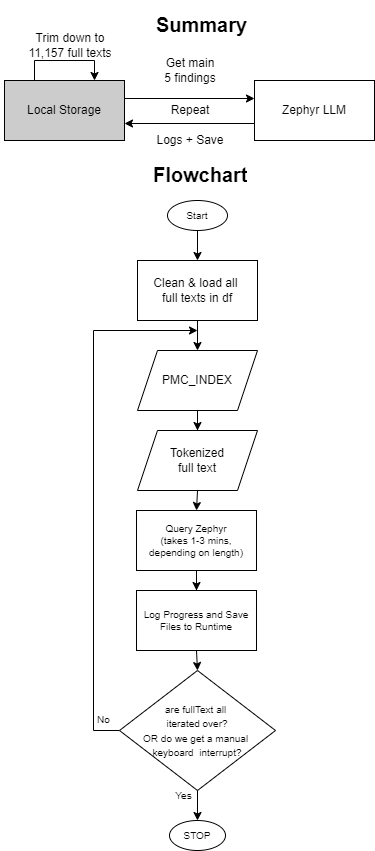 Summary
Trim down to
11,157 full texts
Get main
5 findings
Local Storage
Repeat
Zephyr LLM
Logs + Save
Flowchart
Start
Clean & load all
full texts in df
PMC_INDEX
Tokenized
full text
Query Zephyr
(takes 1-3 mins,
depending on length)
Log Progress and Save
Files to Runtime
are fullText all
iterated over?
OR do we get a manual
keyboard interrupt?
No
Yes
STOP